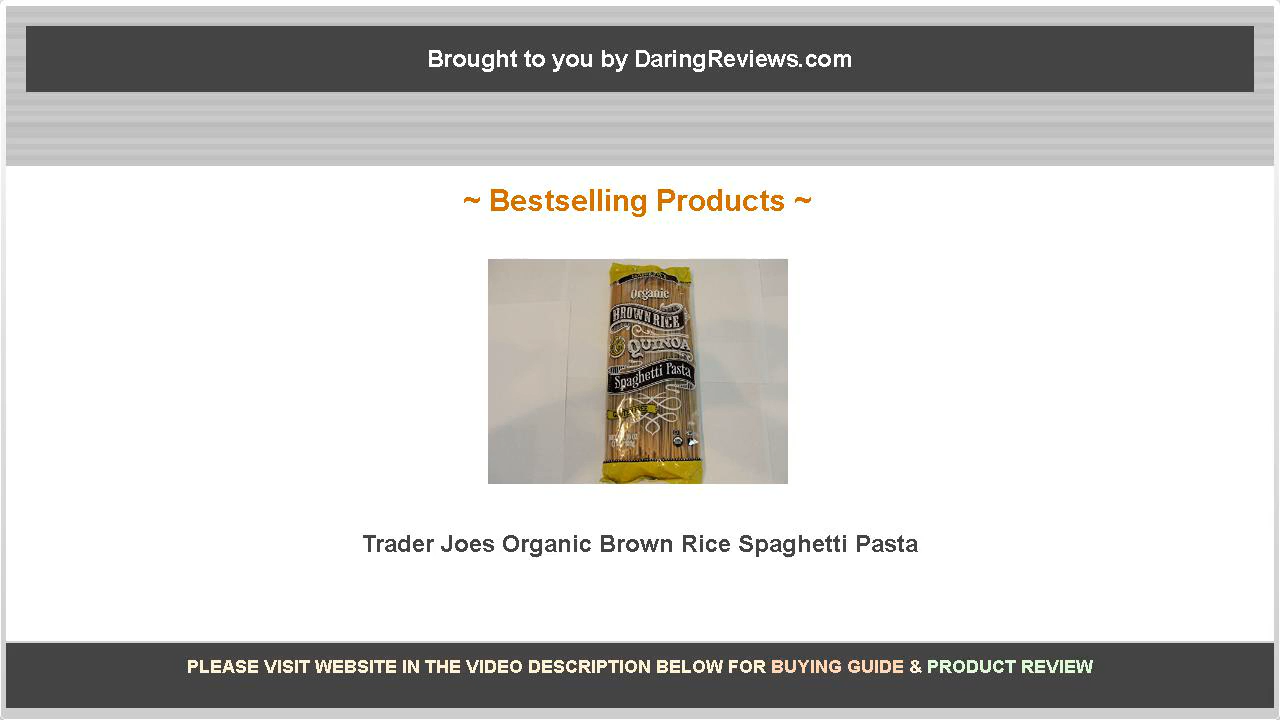 Brought to you by DaringReviews.com
~ Bestselling Products ~
Organic
BROWN RICE
QUINOA
Spaghetti Pasta
Trader Joes Organic Brown Rice Spaghetti Pasta
PLEASE VISIT WEBSITE IN THE VIDEO DESCRIPTION BELOW FOR BUYING GUIDE & PRODUCT REVIEW